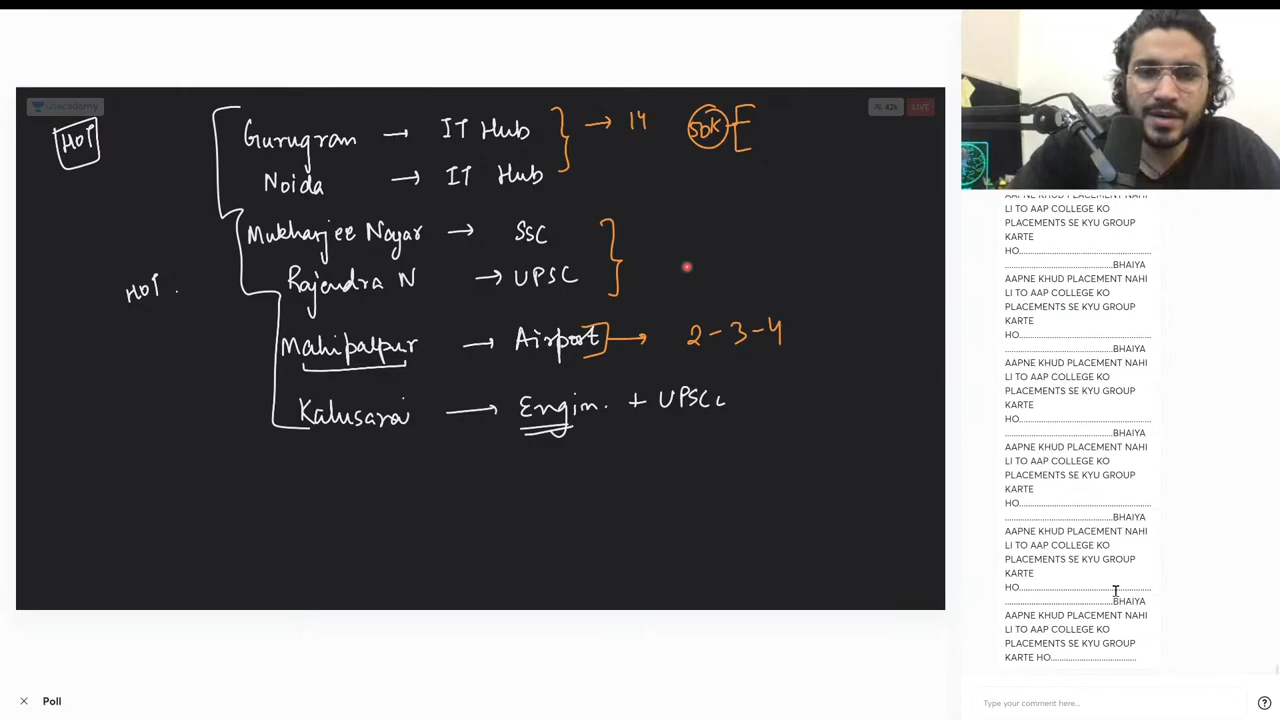 unacademy
42k LIVE
HOT
Gurugram → IT Hub → 14 50K
Noida → IT Hub
Mukharjee Nagar → SSC
Rajendra N → UPSC
HOT.
Mahipalpur → Airport → 2-3-4
Kalusarai → Engin. + UPSC
AAPNE KHUD PLACEMENT NAHI
LI TO AAP COLLEGE KO
PLACEMENTS SE KYU GROUP
KARTE
HO....................................................
..........................................BHAIYA
AAPNE KHUD PLACEMENT NAHI
LI TO AAP COLLEGE KO
PLACEMENTS SE KYU GROUP
KARTE
HO....................................................
..........................................BHAIYA
AAPNE KHUD PLACEMENT NAHI
LI TO AAP COLLEGE KO
PLACEMENTS SE KYU GROUP
KARTE
HO....................................................
..........................................BHAIYA
AAPNE KHUD PLACEMENT NAHI
LI TO AAP COLLEGE KO
PLACEMENTS SE KYU GROUP
KARTE
HO....................................................
..........................................BHAIYA
AAPNE KHUD PLACEMENT NAHI
LI TO AAP COLLEGE KO
PLACEMENTS SE KYU GROUP
KARTE
HO....................................................
..........................................BHAIYA
AAPNE KHUD PLACEMENT NAHI
LI TO AAP COLLEGE KO
PLACEMENTS SE KYU GROUP
KARTE HO..................................
× Poll
Type your comment here...
?